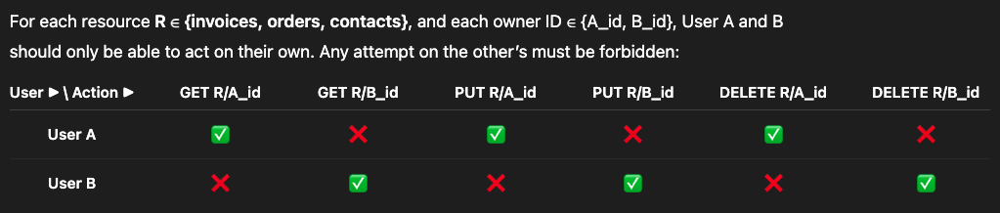 For each resource R ∈ {invoices, orders, contacts}, and each owner ID ∈ {A_id, B_id}, User A and B
should only be able to act on their own. Any attempt on the other’s must be forbidden:
User ▶ \ Action ▶ GET R/A_id GET R/B_id PUT R/A_id PUT R/B_id DELETE R/A_id DELETE R/B_id
User A ✅ ❌ ✅ ❌ ✅ ❌
User B ❌ ✅ ❌ ✅ ❌ ✅